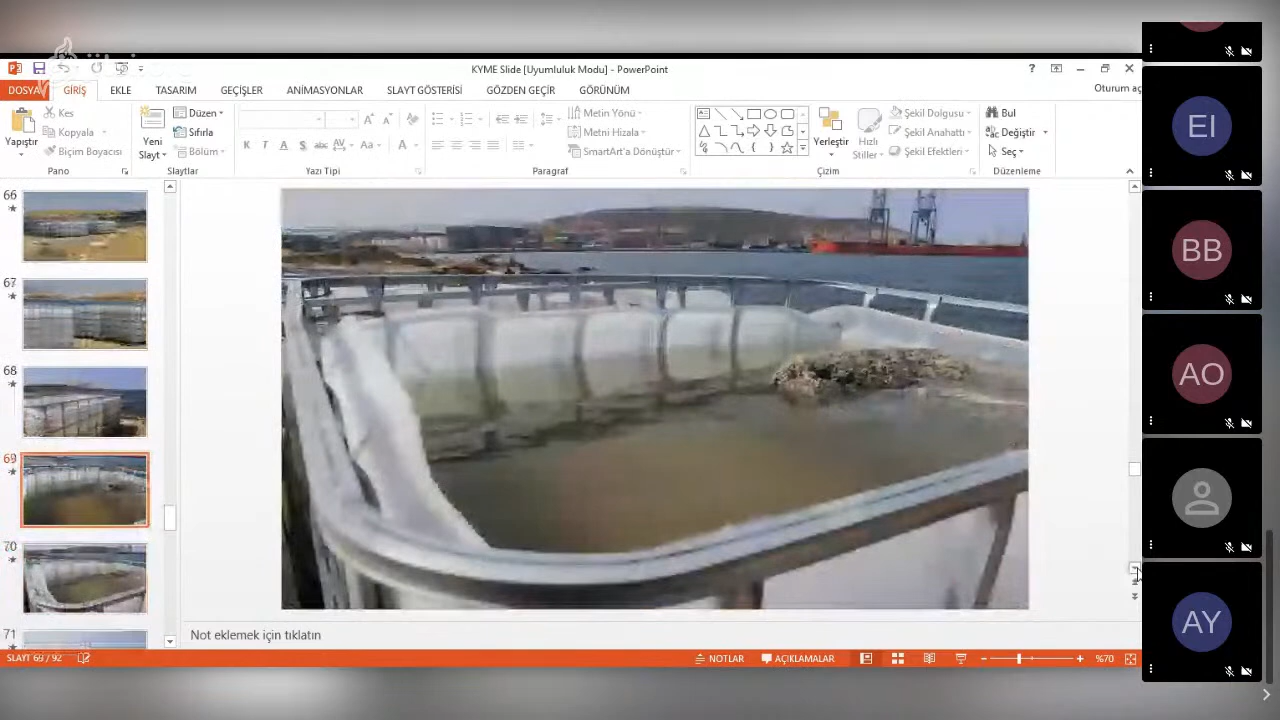 KYME Slide [Uyumluluk Modu] - PowerPoint
DOSYA GİRİŞ EKLE TASARIM GEÇİŞLER ANİMASYONLAR SLAYT GÖSTERİSİ GÖZDEN GEÇİR GÖRÜNÜM Oturum aç
Yapıştır
Kes
Kopyala
Biçim Boyacısı
Pano
Yeni
Slayt
Düzen
Sıfırla
Bölüm
Slaytlar
K T A S abc AV Aa A
Yazı Tipi
Metin Yönü
Metni Hizala
SmartArt'a Dönüştür
Paragraf
Yerleştir
Hızlı
Stiller
Şekil Dolgusu
Şekil Anahattı
Şekil Efektleri
Çizim
Bul
Değiştir
Seç
Düzenleme
66
67
68
69
70
71
Not eklemek için tıklatın
SLAYT 69 / 92
NOTLAR
AÇIKLAMALAR
%70
EI
BB
AO
AY